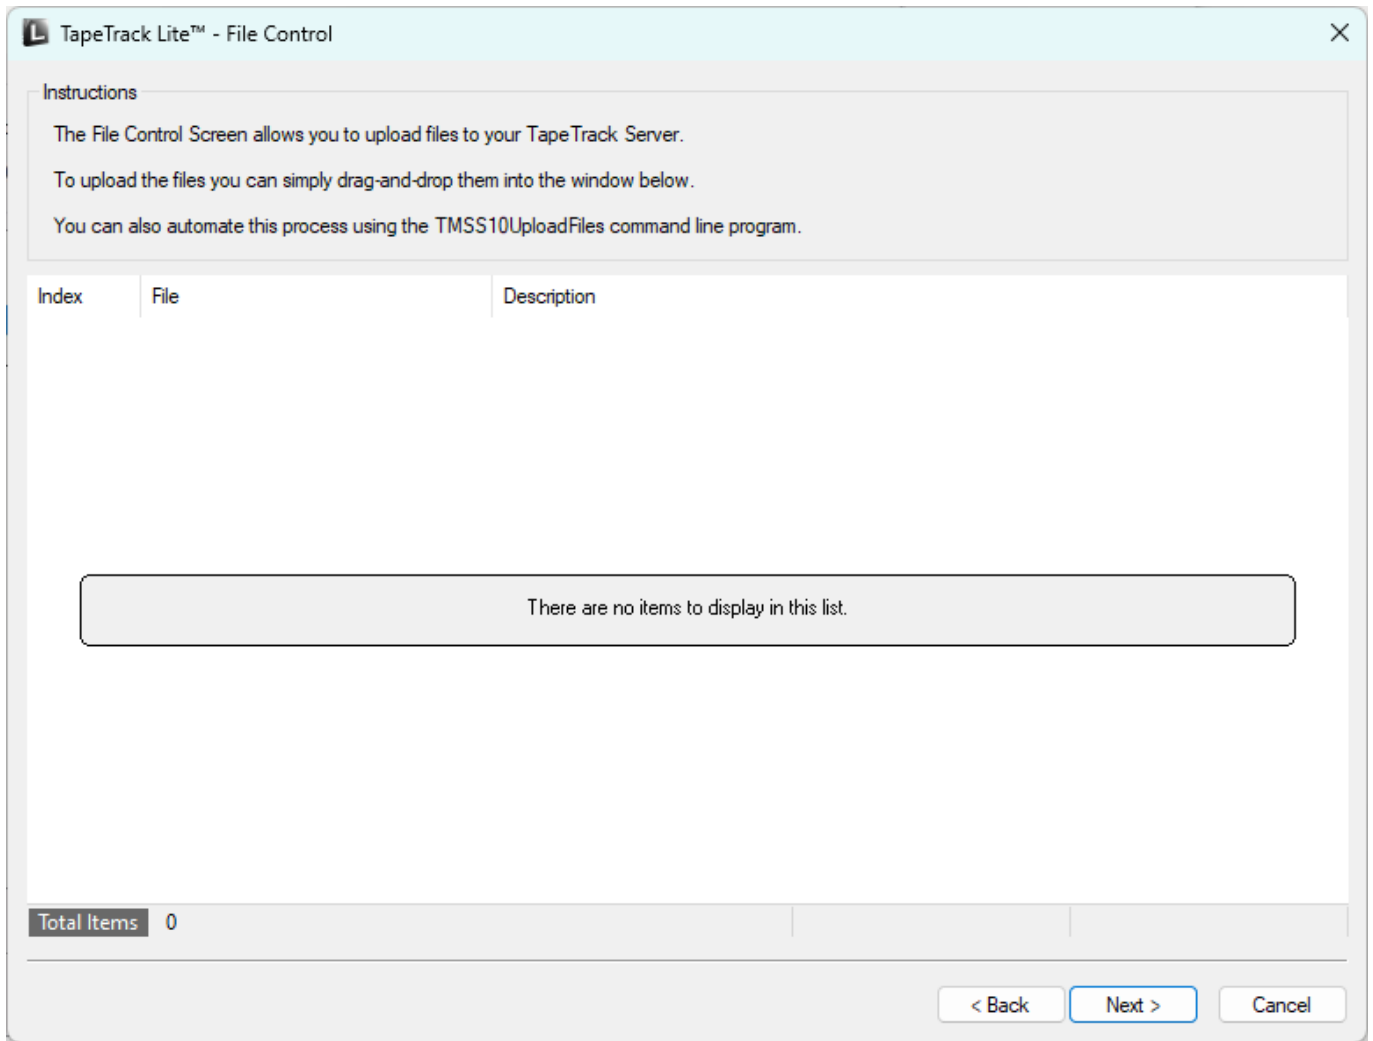 TapeTrack Lite™ - File Control
Instructions
The File Control Screen allows you to upload files to your TapeTrack Server.
To upload the files you can simply drag-and-drop them into the window below.
You can also automate this process using the TMSS10UploadFiles command line program.
Index File Description
There are no items to display in this list.
Total Items 0
< Back Next > Cancel